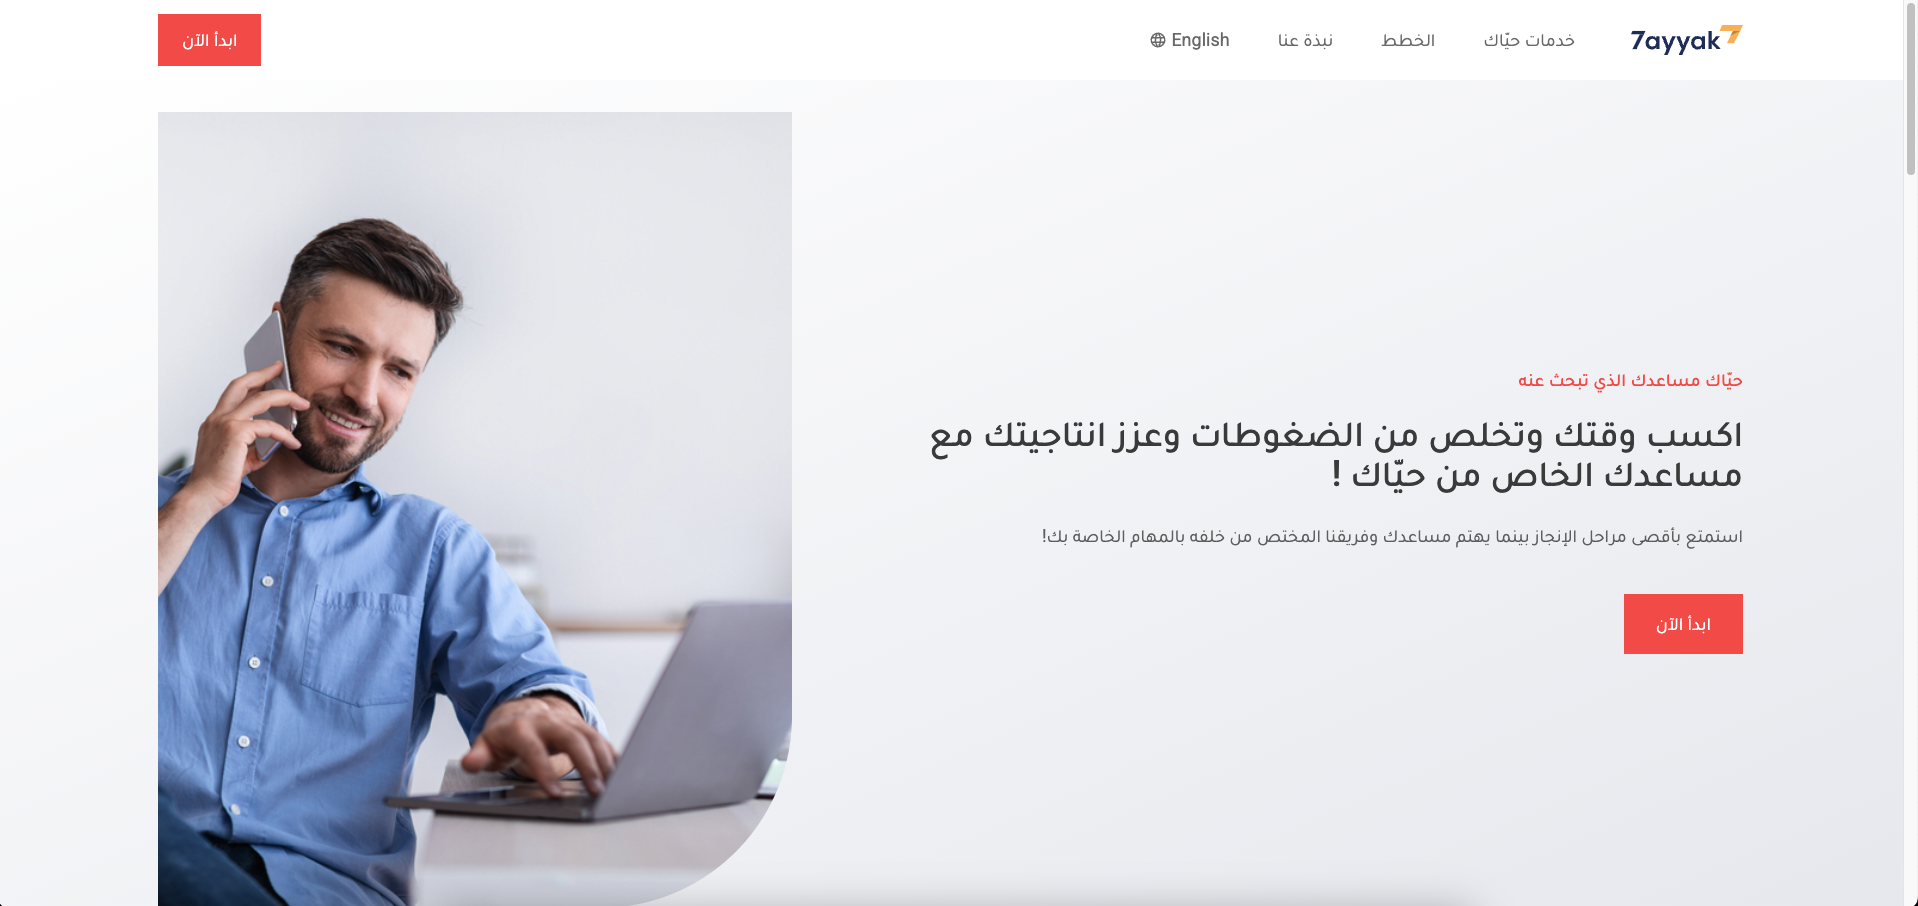 7ayyak
خدمات حيّاك
الخطط
نبذة عنا
English
ابدأ الآن
حيّاك مساعدك الذي تبحث عنه
اكسب وقتك وتخلص من الضغوطات وعزز انتاجيتك مع
مساعدك الخاص من حيّاك !
استمتع بأقصى مراحل الإنجاز بينما يهتم مساعدك وفريقنا المختص من خلفه بالمهام الخاصة بك!
ابدأ الآن